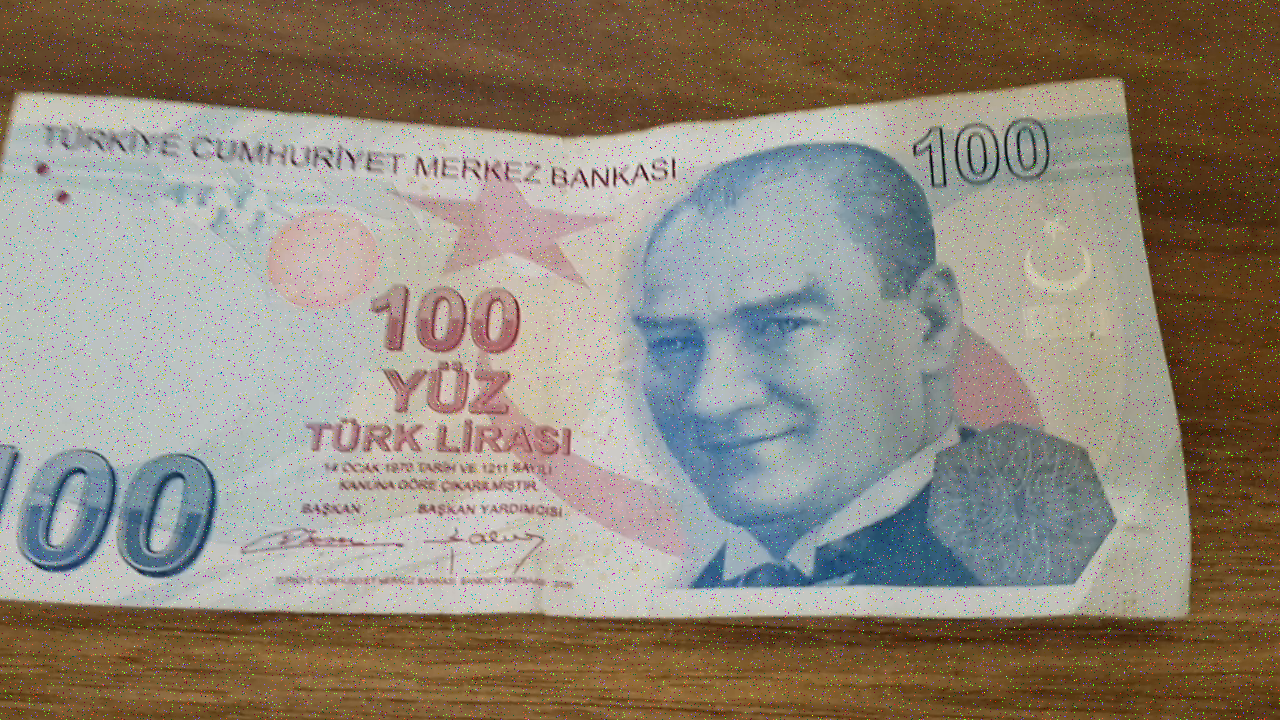 TÜRKİYE CUMHURİYET MERKEZ BANKASI
100
100
YÜZ
TÜRK LİRASI
14 OCAK 1970 TARİH VE 1211 SAYILI
KANUNA GÖRE ÇIKARILMIŞTIR.
BAŞKAN BAŞKAN YARDIMCISI
100